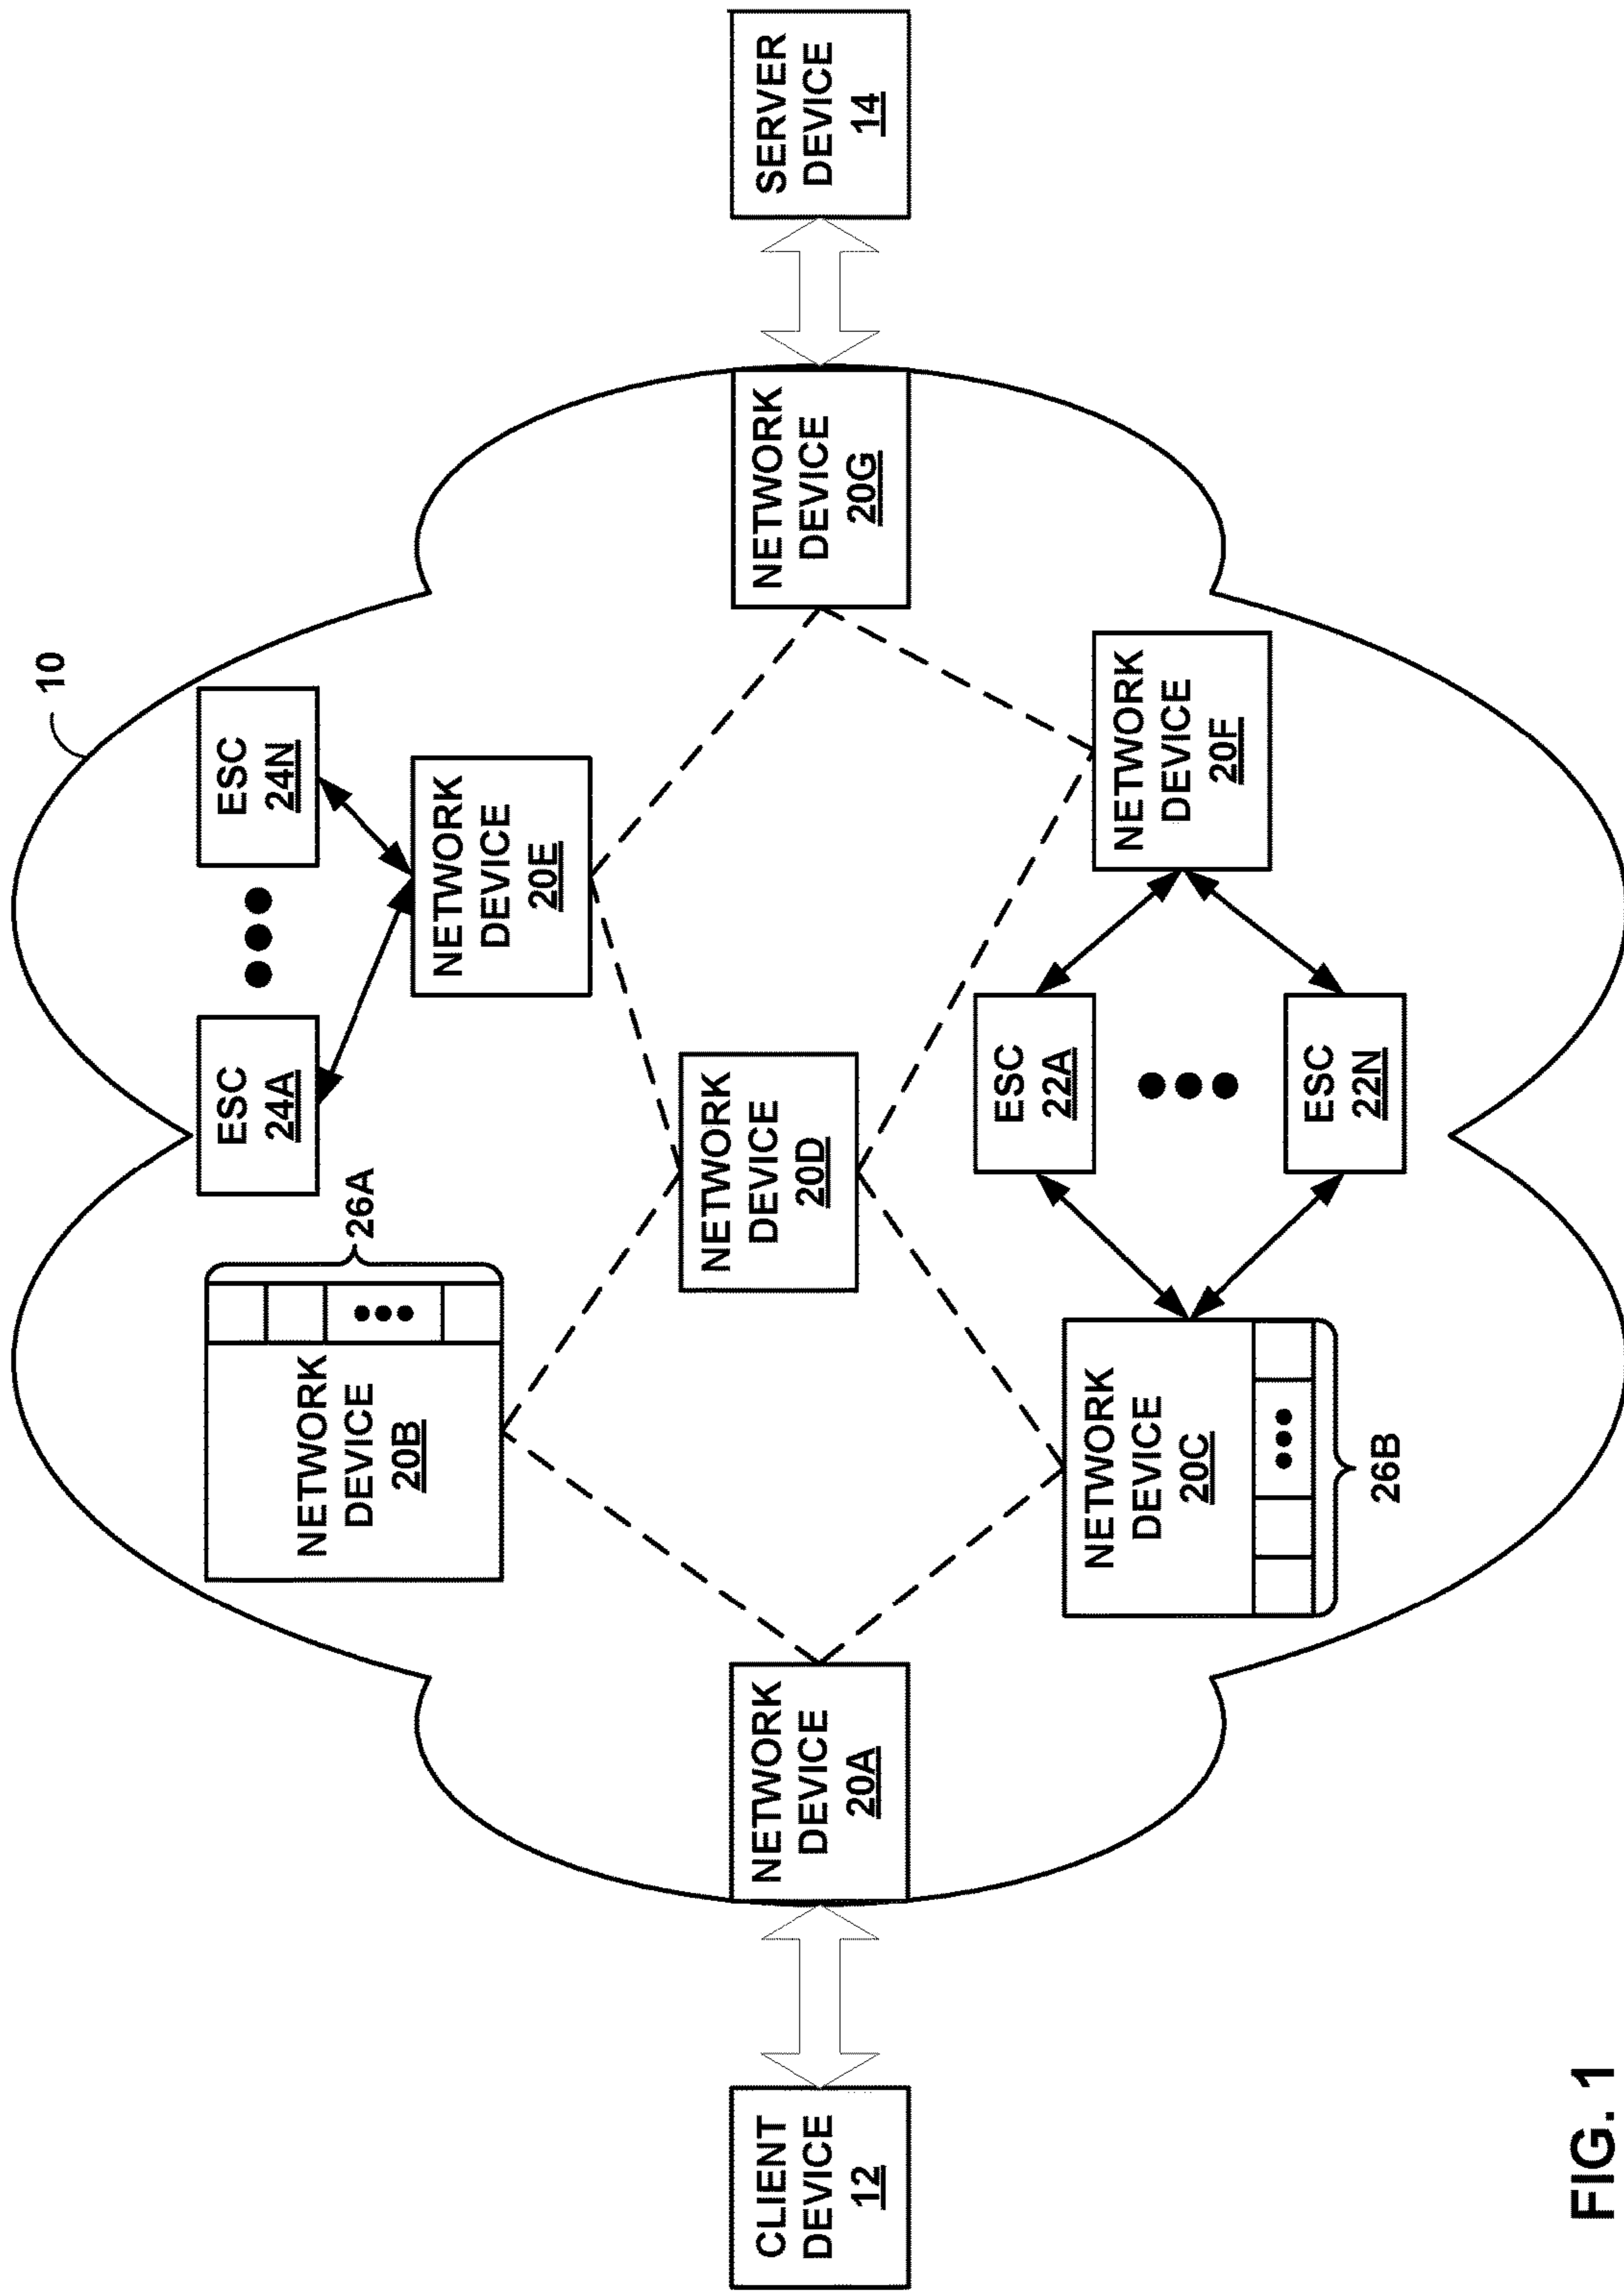 10
ESC
24A
ESC
24N
NETWORK
DEVICE
20B
26A
NETWORK
DEVICE
20E
CLIENT
DEVICE
12
NETWORK
DEVICE
20A
NETWORK
DEVICE
20D
NETWORK
DEVICE
20G
SERVER
DEVICE
14
NETWORK
DEVICE
20C
26B
ESC
22A
ESC
22N
NETWORK
DEVICE
20F
FIG. 1